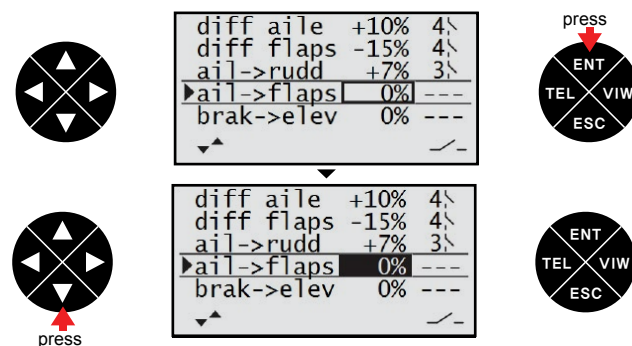 press
diff aile +10% 4
diff flaps -15% 4
ail->rudd +7% 3
ail->flaps 0% ---
brak->elev 0% ---
ENT
TEL VIW
ESC
diff aile +10% 4
diff flaps -15% 4
ail->rudd +7% 3
ail->flaps 0% ---
brak->elev 0% ---
ENT
TEL VIW
ESC
press